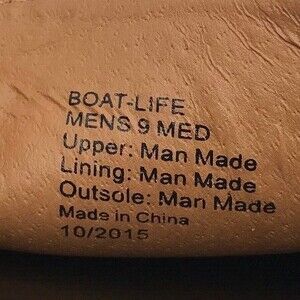 BOAT-LIFE
MENS 9 MED
Upper: Man Made
Lining: Man Made
Outsole: Man Made
Made in China
10/2015